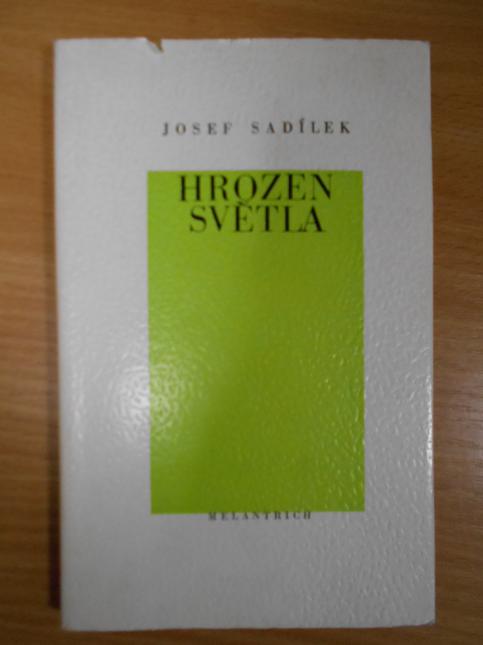 JOSEF SADÍLEK
HROZEN
SVĚTLA
MELANTRICH